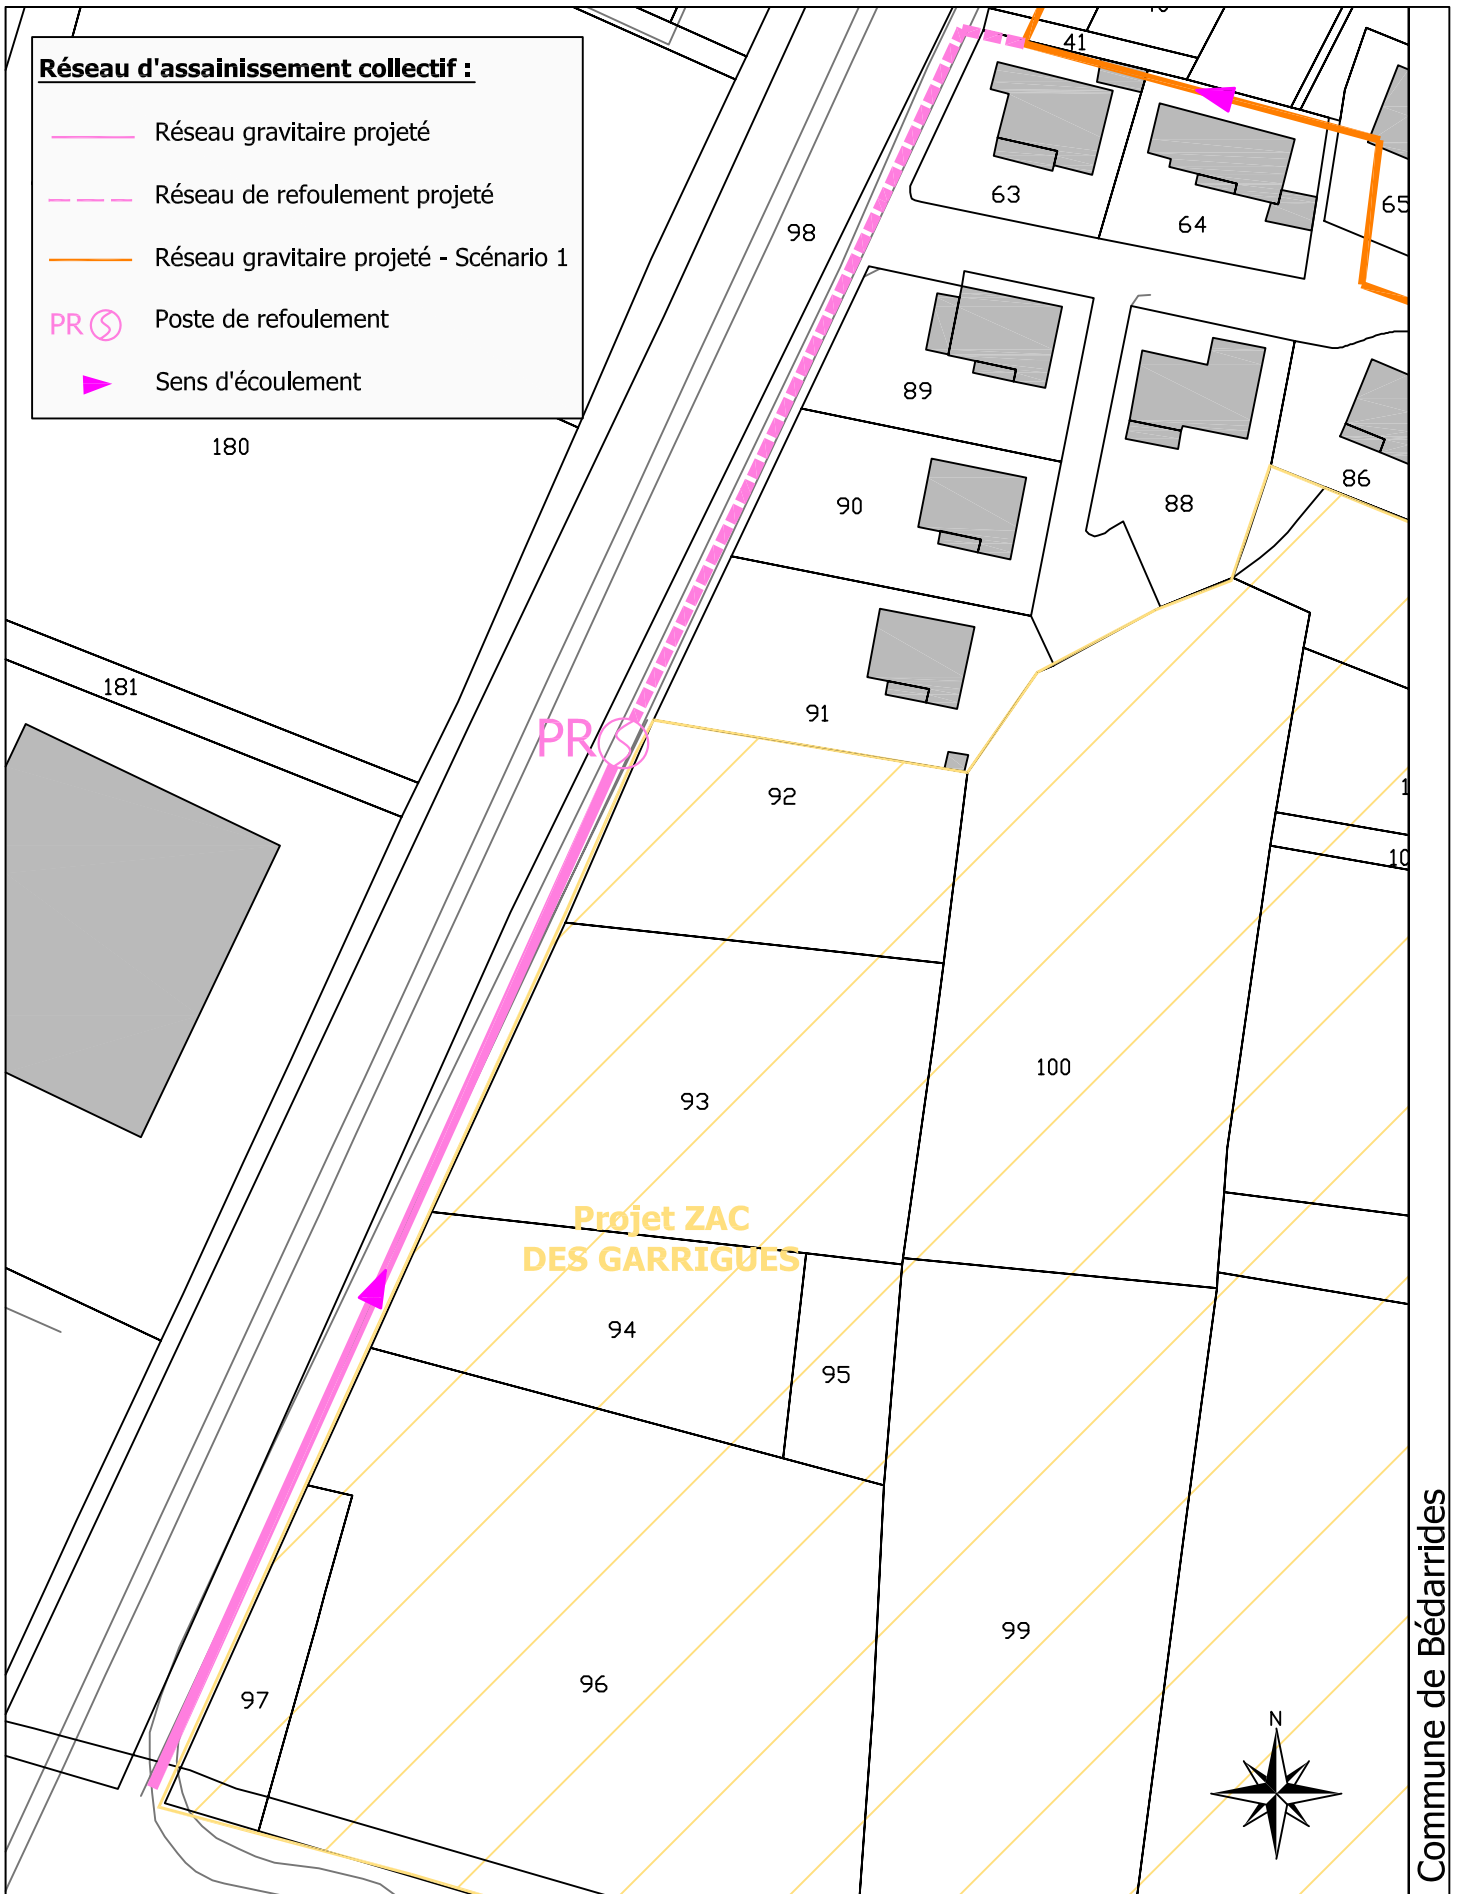 Réseau d'assainissement collectif :
Réseau gravitaire projeté
Réseau de refoulement projeté
Réseau gravitaire projeté - Scénario 1
PR Poste de refoulement
Sens d'écoulement
41
63
64
65
98
89
180
86
90
88
181
91
PR
92
1
10
100
93
Projet ZAC
DES GARRIGUES
94
95
99
96
97
N
Commune de Bédarrides